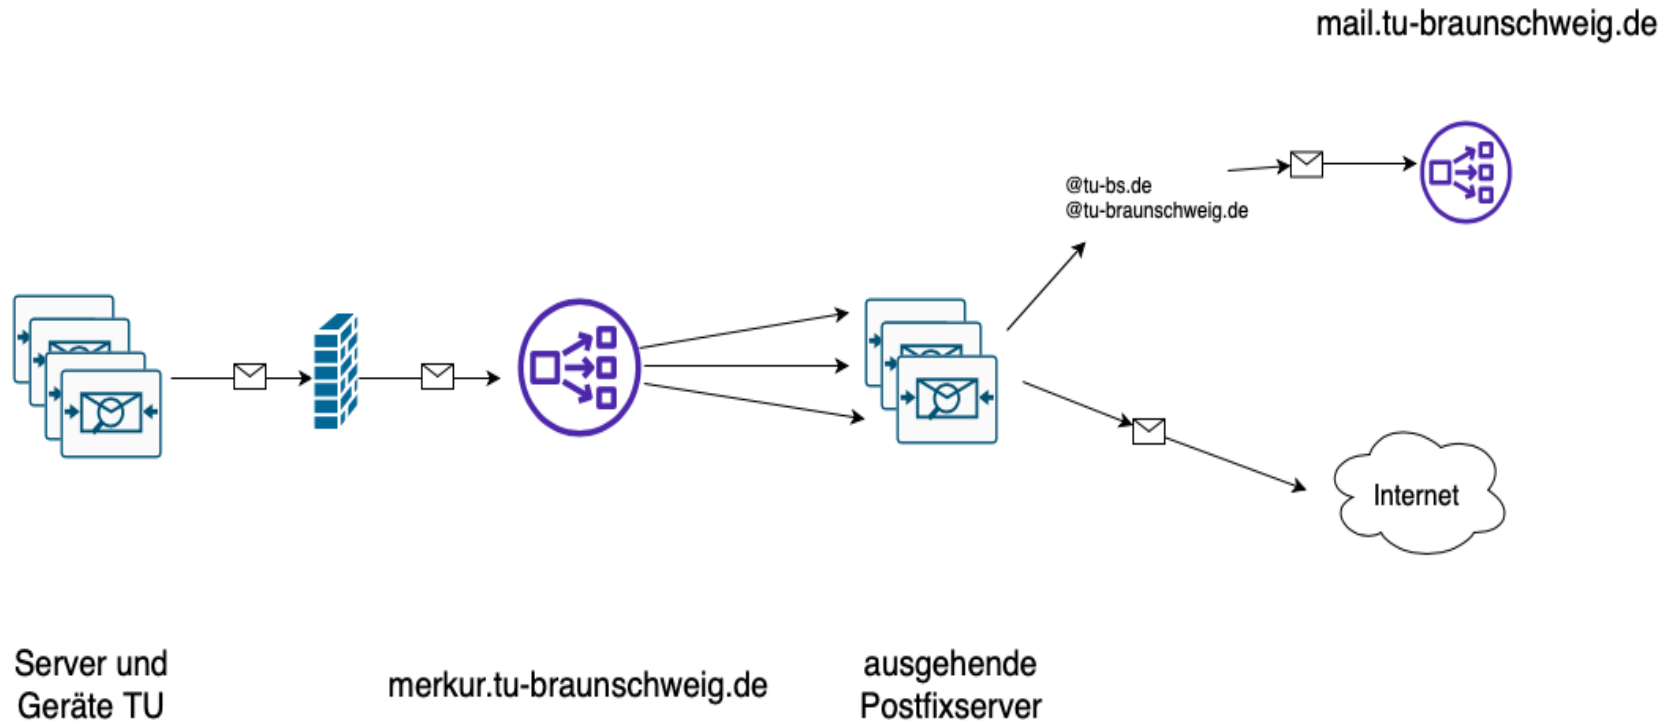 mail.tu-braunschweig.de
@tu-bs.de
@tu-braunschweig.de
Internet
Server und
Geräte TU
merkur.tu-braunschweig.de
ausgehende
Postfixserver